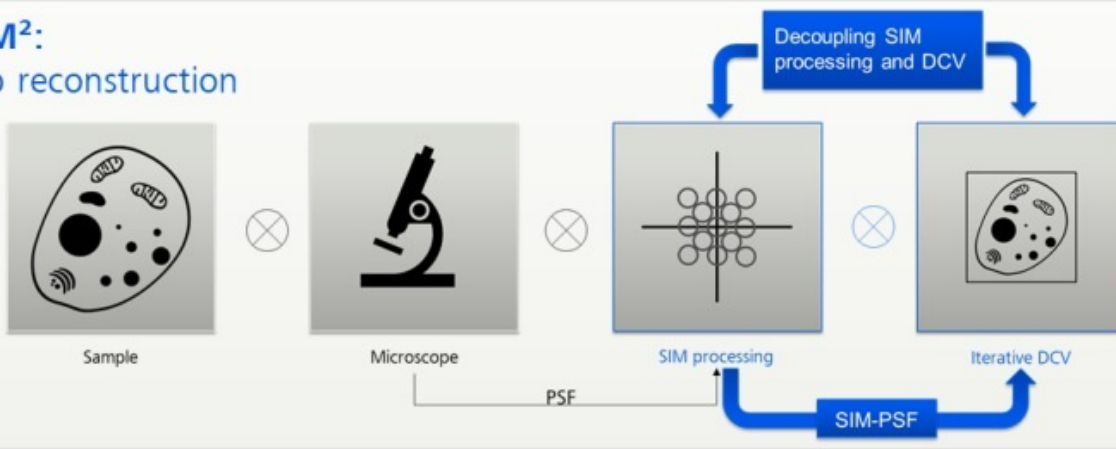 M²:
reconstruction
Decoupling SIM
processing and DCV
Sample
Microscope
SIM processing
Iterative DCV
PSF
SIM-PSF